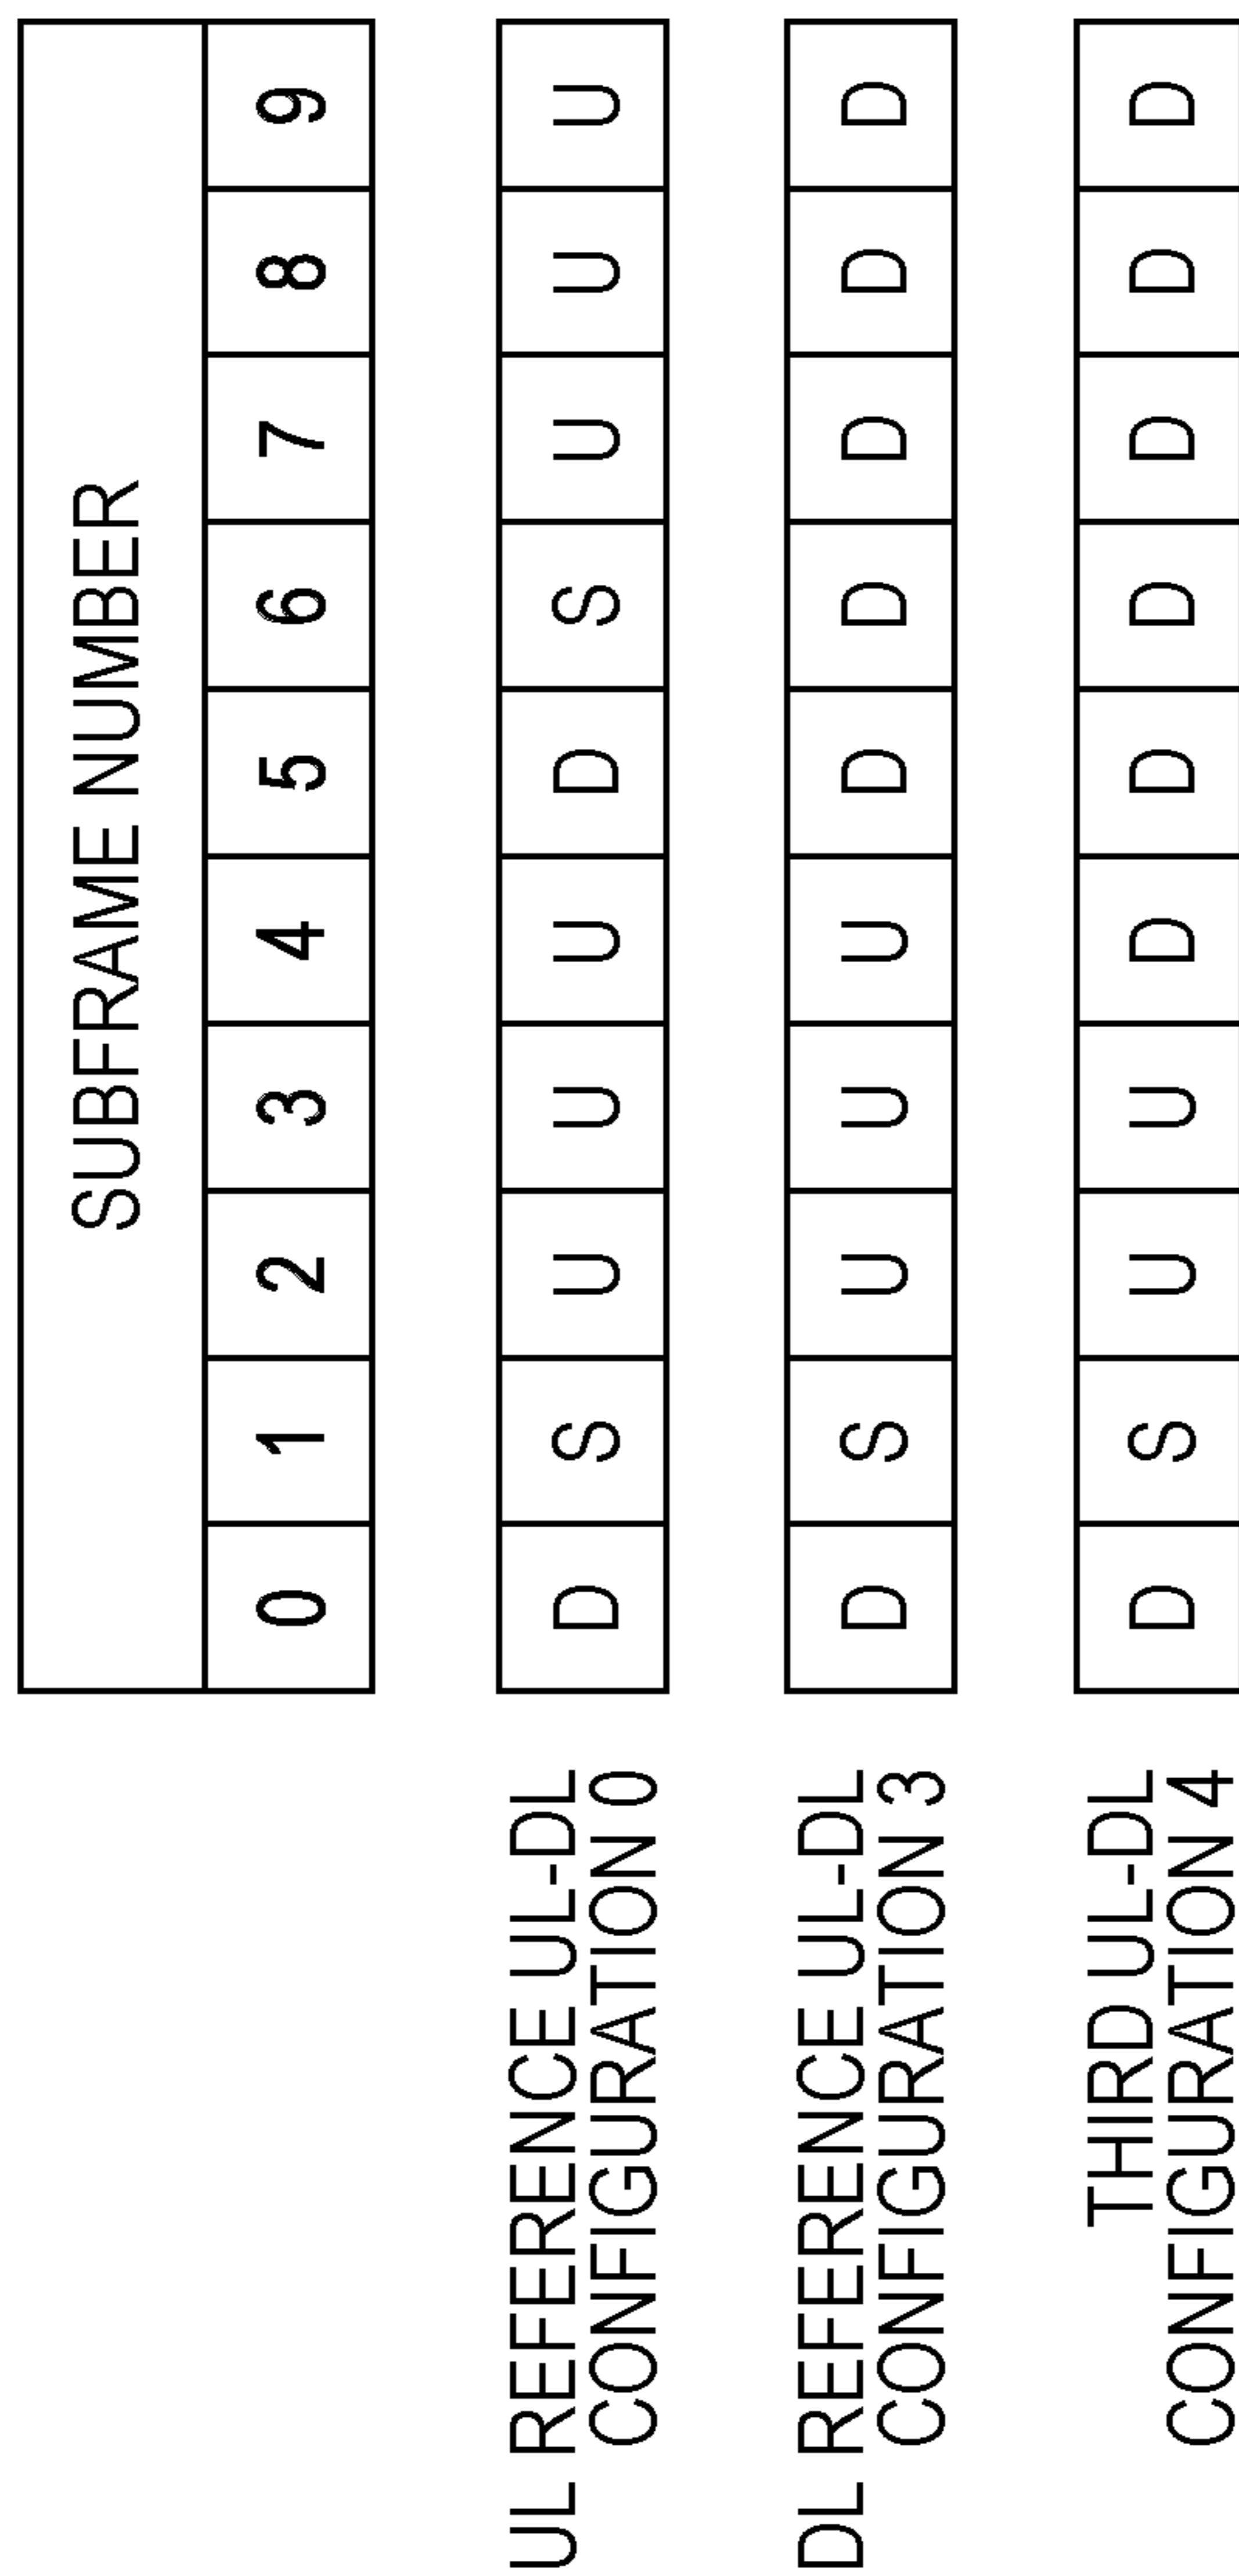 SUBFRAME NUMBER
0 1 2 3 4 5 6 7 8 9
UL REFERENCE UL-DL
CONFIGURATION 0
D S U U U D S U U U
DL REFERENCE UL-DL
CONFIGURATION 3
D S U U U D D D D D
THIRD UL-DL
CONFIGURATION 4
D S U U D D D D D D